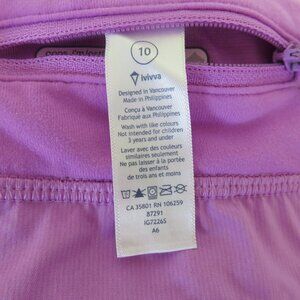 10
ivivva
Designed in Vancouver
Made in Philippines
Conçu à Vancouver
Fabriqué aux Philippines
Wash with like colours
Not intended for children
3 years and under
Laver avec des couleurs
similaires seulement
Ne pas laisser à la portée
des enfants
de trois ans et moins
CA 35801 RN 106259
87291
IG7226S
A6